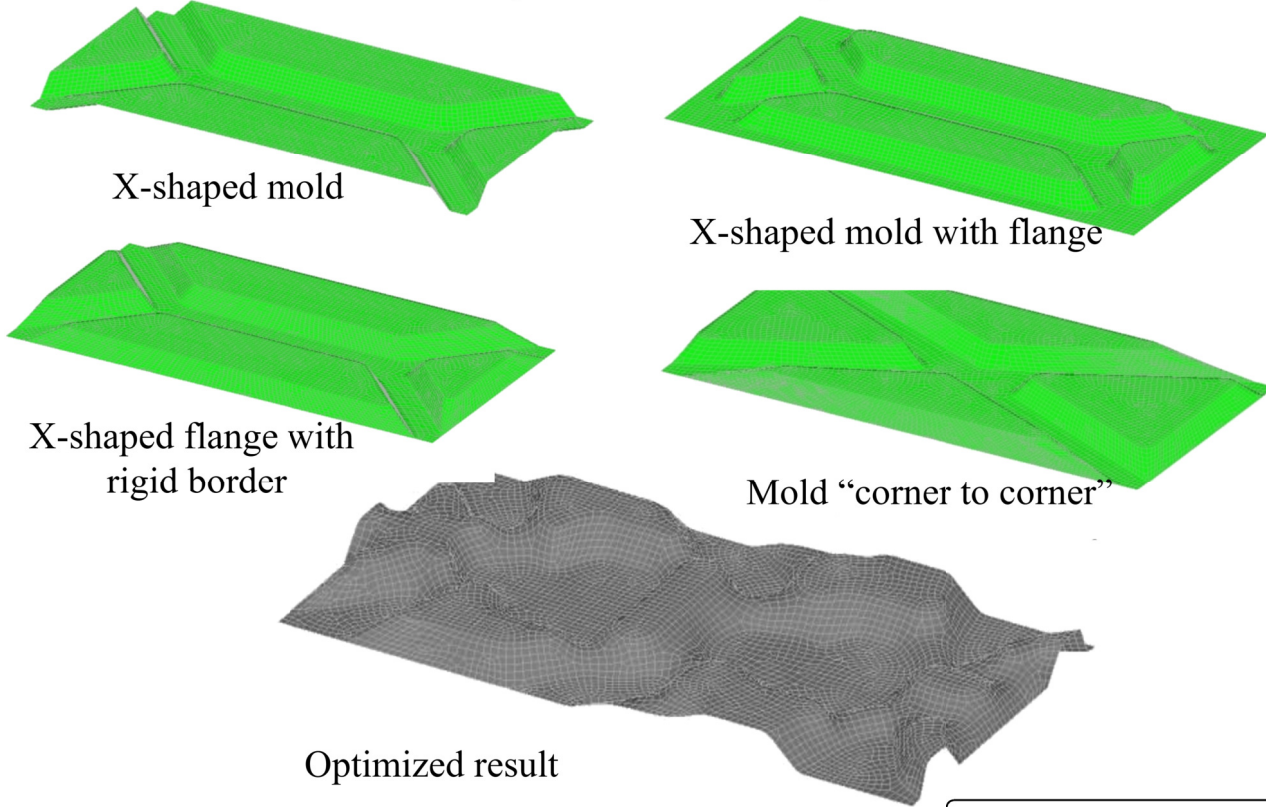 X-shaped mold
X-shaped mold with flange
X-shaped flange with
rigid border
Mold “corner to corner”
Optimized result